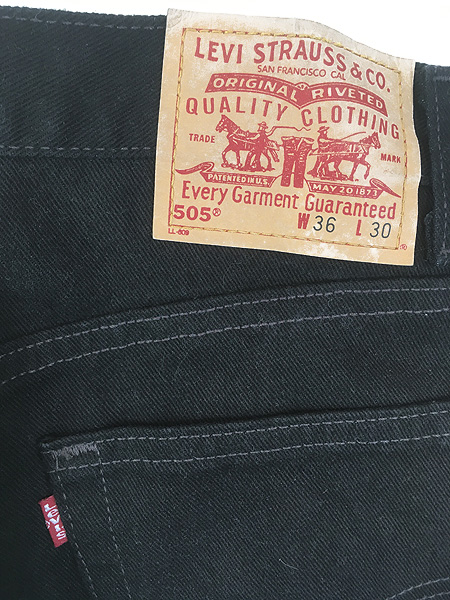 LEVI STRAUSS & CO.
SAN FRANCISCO CAL
ORIGINAL RIVETED
QUALITY CLOTHING
TRADE MARK
PATENTED IN U.S. MAY 20 1873
Every Garment Guaranteed
505® W 36 L 30
LL-809 ®
LEVI'S